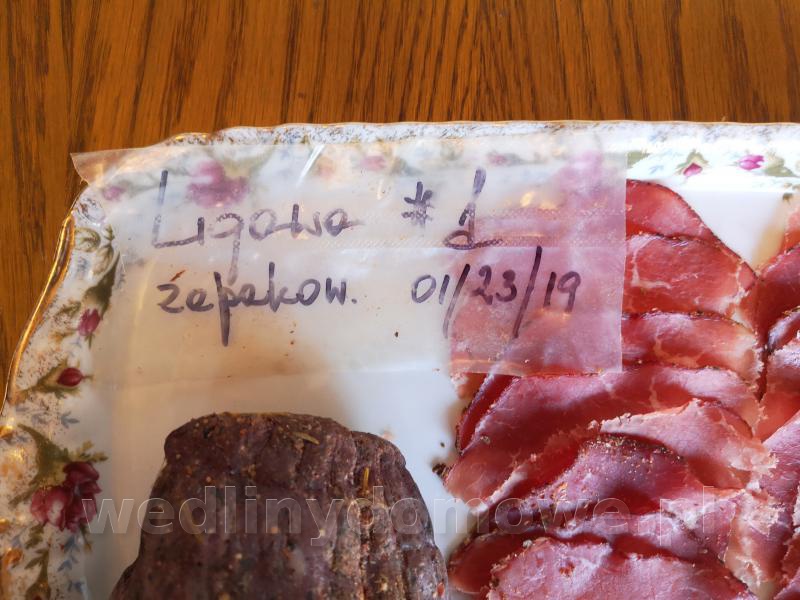 Ligawa #1
zapakow. 01/23/19
wedlinydomowe.pl